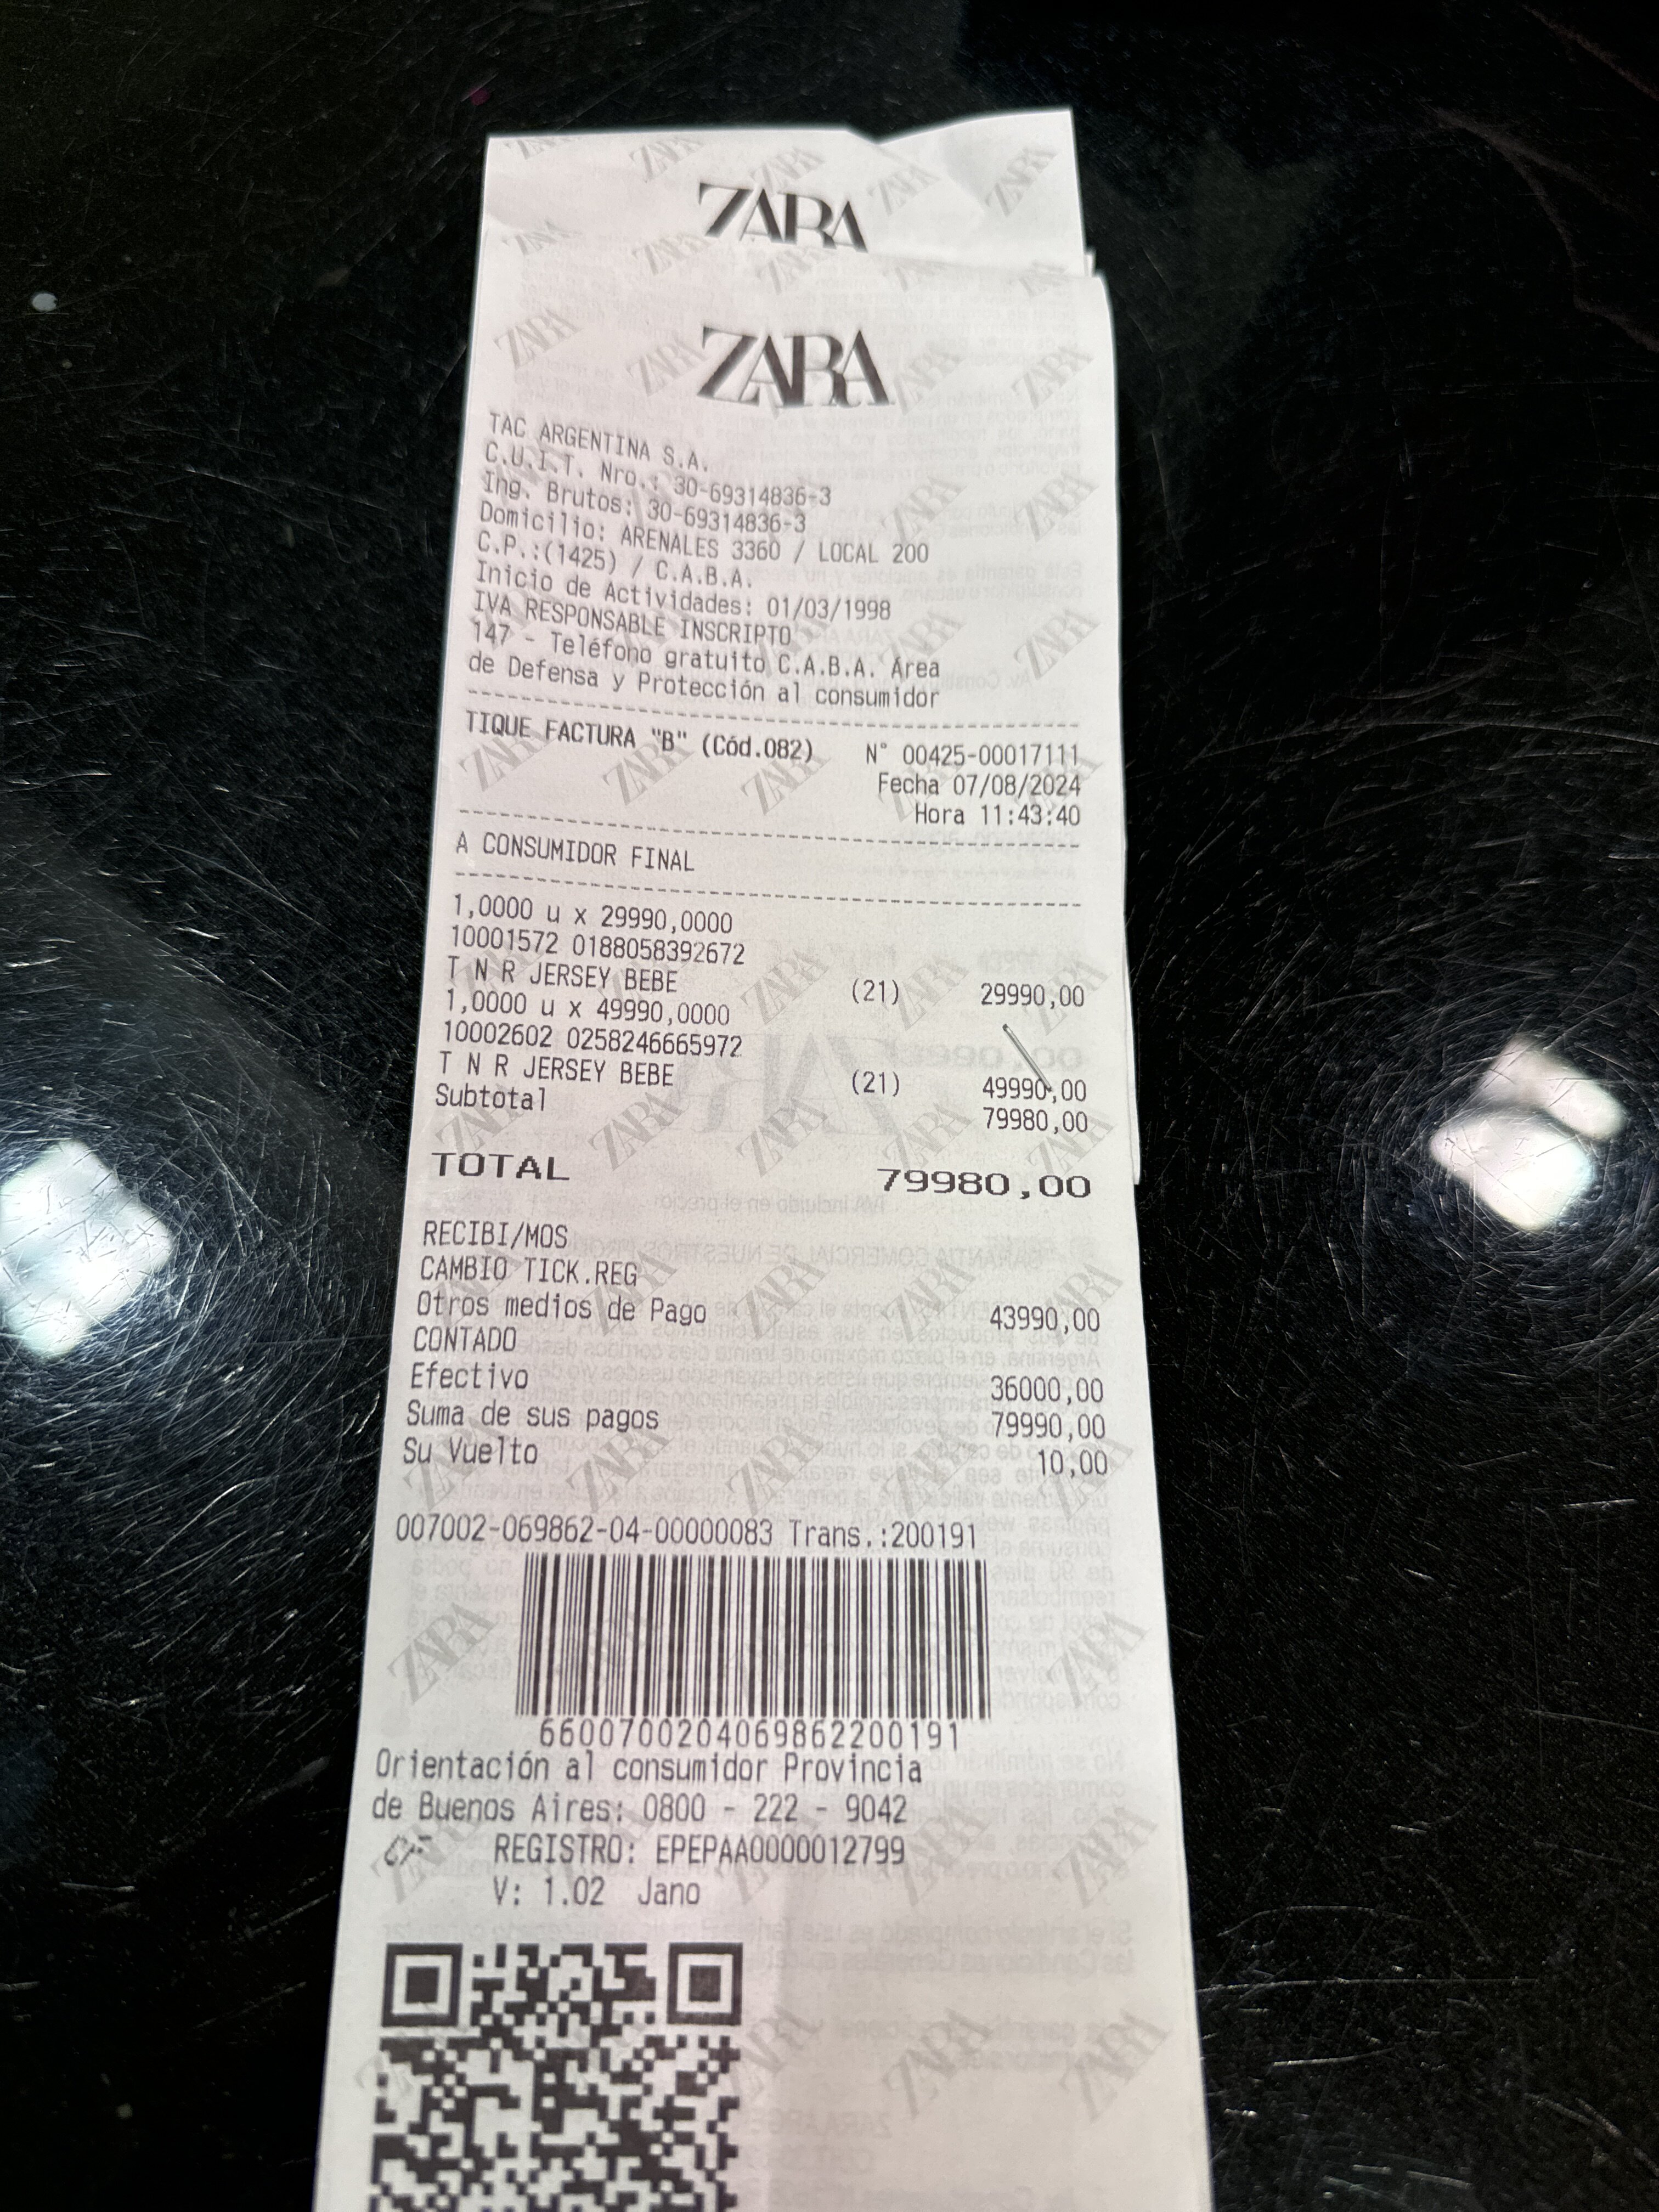 ZARA
ZARA
TAC ARGENTINA S.A.
C.U.I.T. Nro.: 30-69314836-3
Ing. Brutos: 30-69314836-3
Domicilio: ARENALES 3360 / LOCAL 200
C.P.:(1425) / C.A.B.A.
Inicio de Actividades: 01/03/1998
IVA RESPONSABLE INSCRIPTO
147 - Teléfono gratuito C.A.B.A. Área
de Defensa y Protección al consumidor
TIQUE FACTURA "B" (Cód.082) N° 00425-00017111
Fecha 07/08/2024
Hora 11:43:40
A CONSUMIDOR FINAL
1,0000 u x 29990,0000
10001572 0188058392672
T N R JERSEY BEBE (21) 29990,00
1,0000 u x 49990,0000
10002602 0258246665972
T N R JERSEY BEBE (21) 49990,00
Subtotal 79980,00
TOTAL 79980,00
RECIBI/MOS
CAMBIO TICK.REG
Otros medios de Pago 43990,00
CONTADO
Efectivo 36000,00
Suma de sus pagos 79990,00
Su Vuelto 10,00
007002-069862-04-00000083 Trans.:200191
6600700204069862200191
Orientación al consumidor Provincia
de Buenos Aires: 0800 - 222 - 9042
CF REGISTRO: EPEPAA0000012799
V: 1.02 Jano